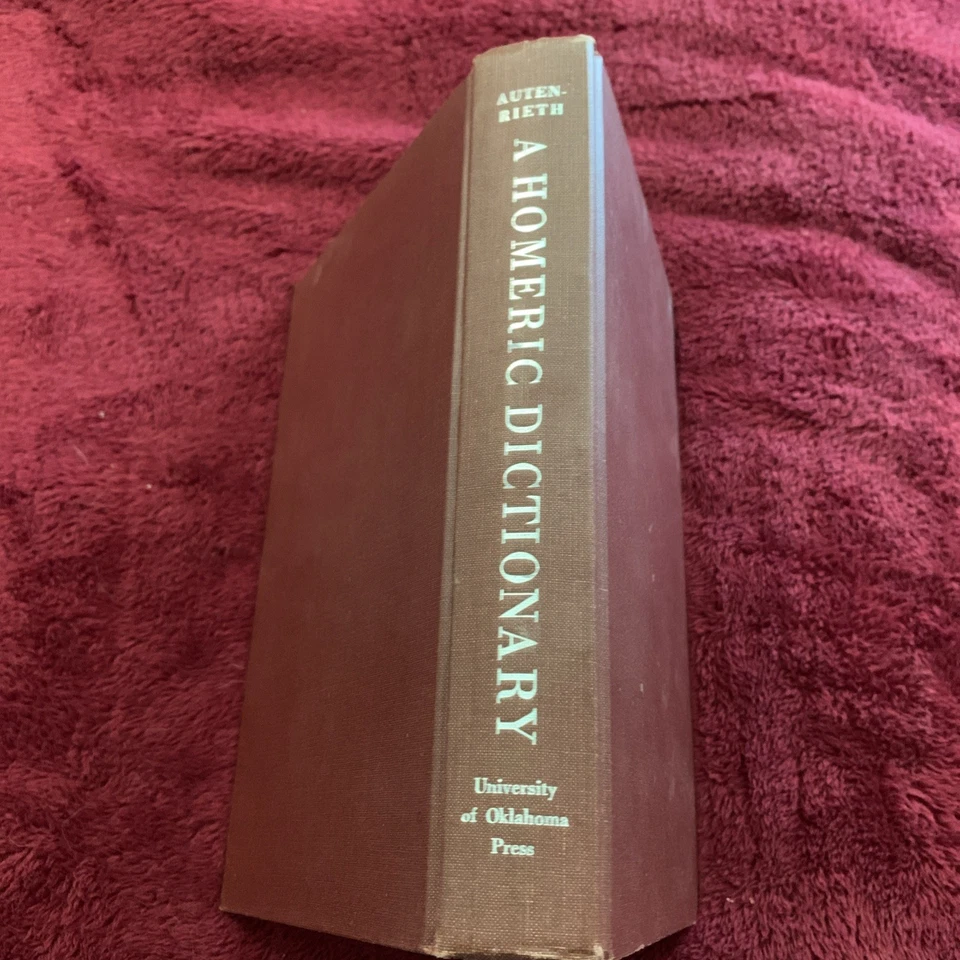 AUTEN-
RIETH
A HOMERIC DICTIONARY
University
of Oklahoma
Press